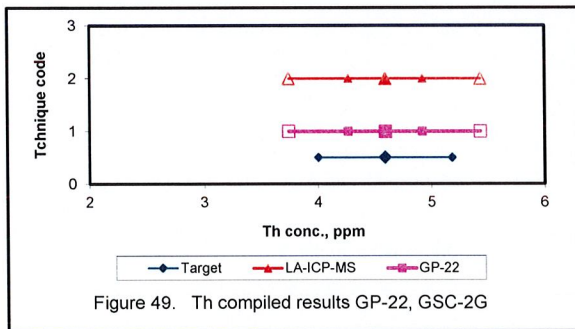 3
2
1
0
Tchnique code
2 3 4 5 6
Th conc., ppm
Target LA-ICP-MS GP-22
Figure 49. Th compiled results GP-22, GSC-2G